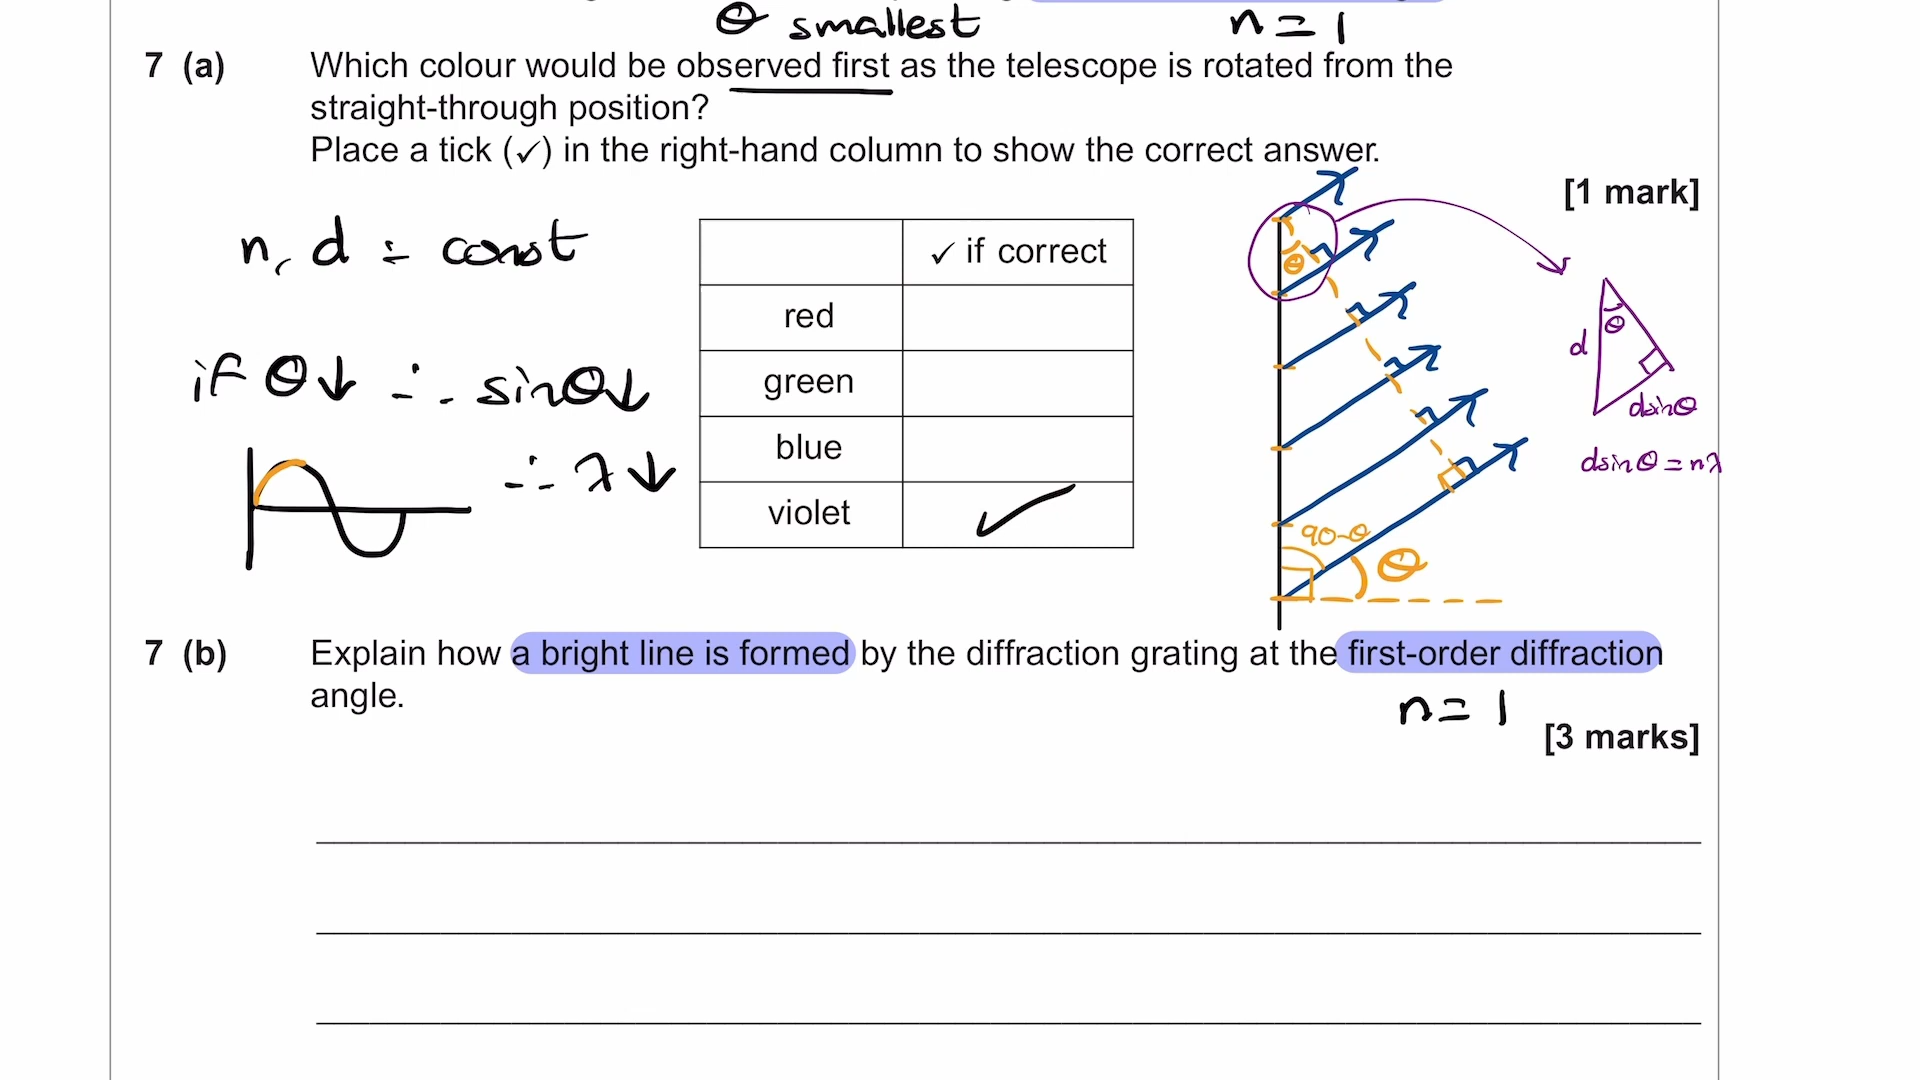 θ smallest n = 1
7 (a) Which colour would be observed first as the telescope is rotated from the
straight-through position?
Place a tick (✓) in the right-hand column to show the correct answer.
[1 mark]
n, d = const
✓ if correct
red
green
blue
violet ✓
if θ↓ ∴ sinθ↓
∴ λ↓
θ
d
θ
dsinθ
dsinθ = nλ
90-θ
θ
7 (b) Explain how a bright line is formed by the diffraction grating at the first-order diffraction
angle.
n = 1
[3 marks]